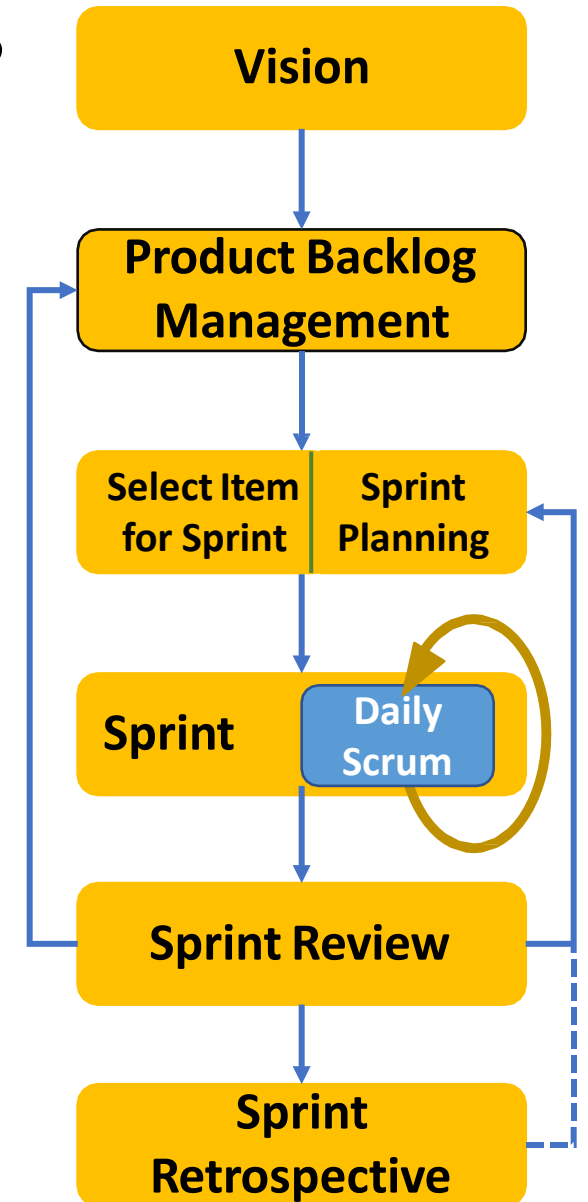 Vision
Product Backlog
Management
Select Item
for Sprint
Sprint
Planning
Sprint
Daily
Scrum
Sprint Review
Sprint
Retrospective